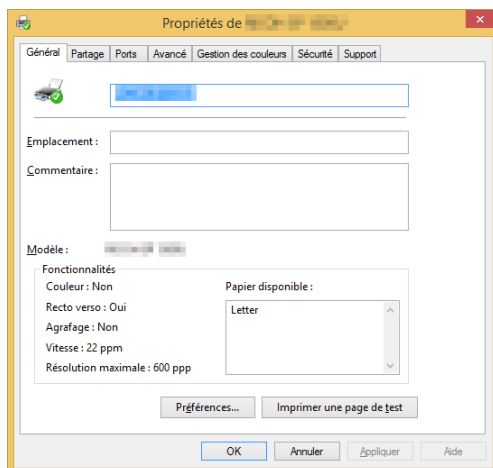 Propriétés de
Général Partage Ports Avancé Gestion des couleurs Sécurité Support
Emplacement :
Commentaire :
Modèle :
Fonctionnalités
Couleur : Non
Papier disponible :
Recto verso : Oui
Letter
Agrafage : Non
Vitesse : 22 ppm
Résolution maximale : 600 ppp
Préférences... Imprimer une page de test
OK Annuler Appliquer Aide